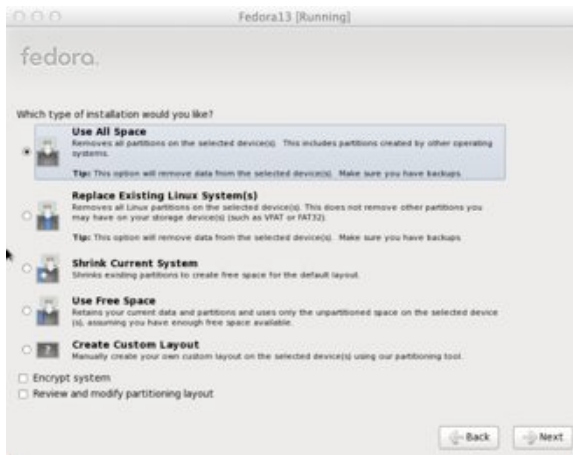 Fedora13 [Running]
fedora.
Which type of installation would you like?
Use All Space
Removes all partitions on the selected device(s). This includes partitions created by other operating
systems.
Tip: This option will remove data from the selected device(s). Make sure you have backups.
Replace Existing Linux System(s)
Removes all Linux partitions on the selected device(s). This does not remove other partitions you
may have on your storage device(s) (such as VFAT or FAT32).
Tip: This option will remove data from the selected device(s). Make sure you have backups.
Shrink Current System
Shrinks existing partitions to create free space for the default layout.
Use Free Space
Retains your current data and partitions and uses only the unpartitioned space on the selected device
(s), assuming you have enough free space available.
Create Custom Layout
Manually create your own custom layout on the selected device(s) using our partitioning tool.
Encrypt system
Review and modify partitioning layout
Back
Next